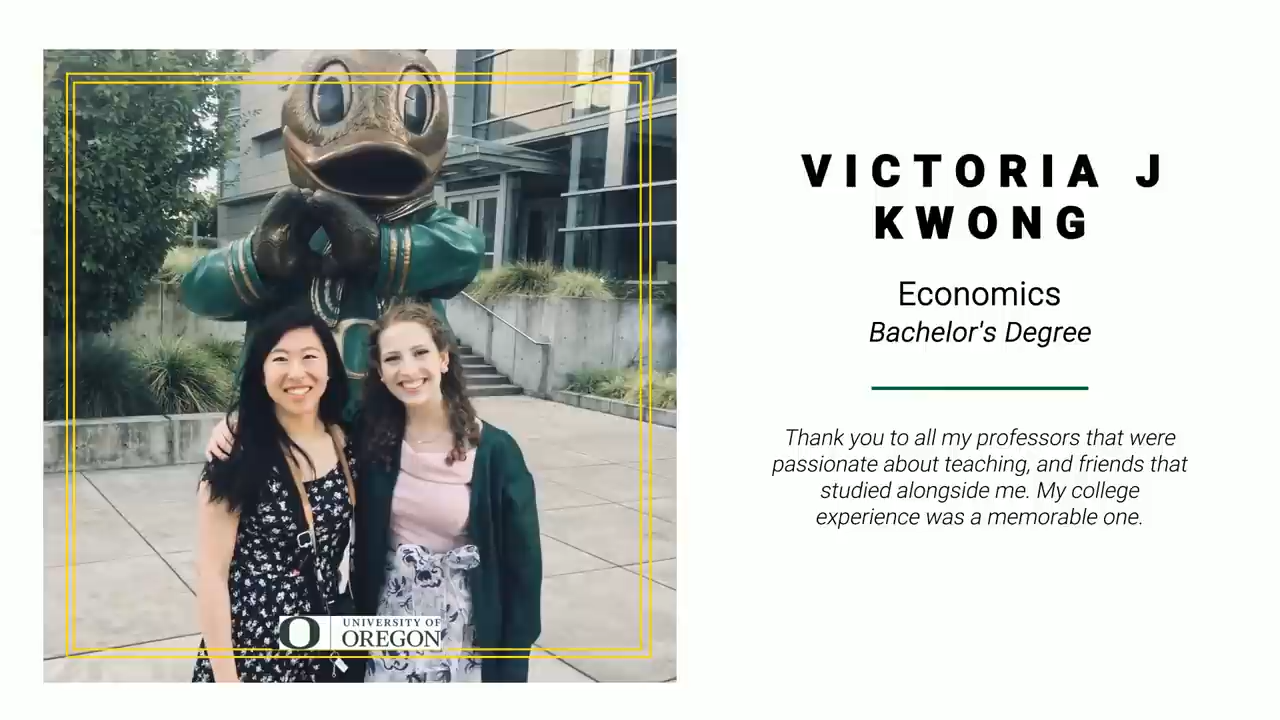 VICTORIA J
KWONG
Economics
Bachelor's Degree
Thank you to all my professors that were
passionate about teaching, and friends that
studied alongside me. My college
experience was a memorable one.
O
UNIVERSITY OF
OREGON